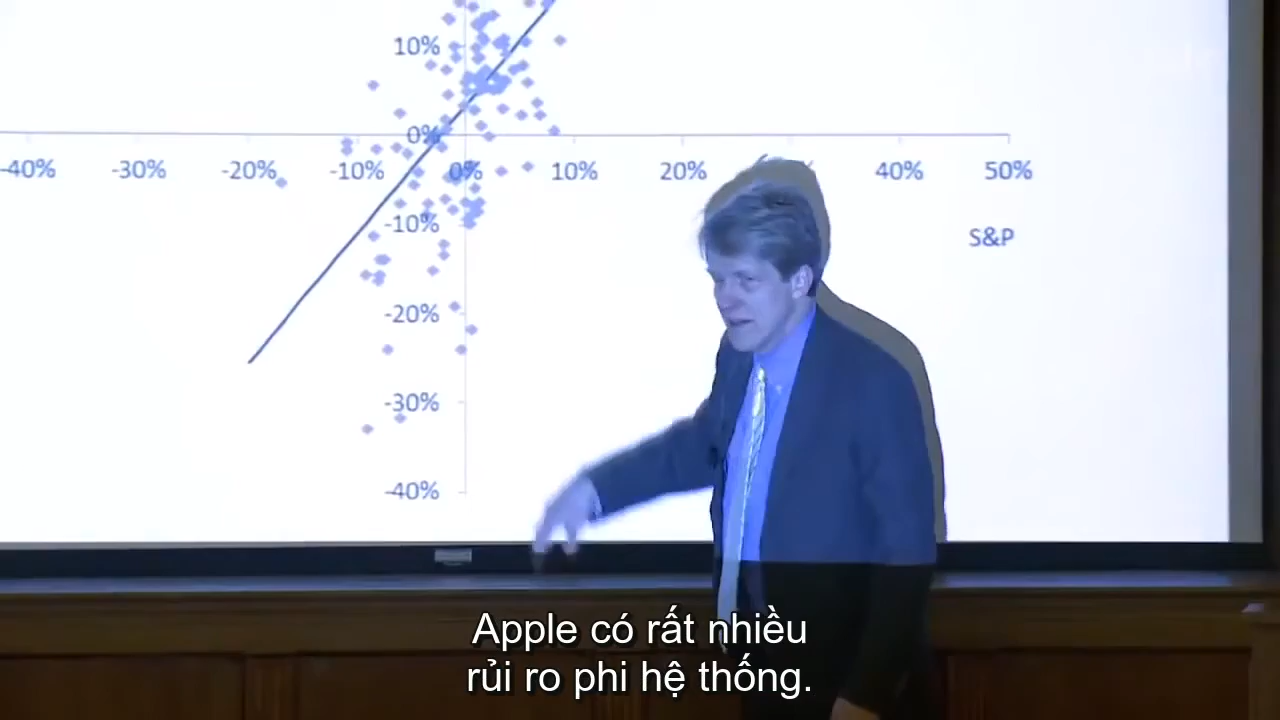 10%
0%
-40% -30% -20% -10% 0% 10% 20% 40% 50%
-10%
S&P
-20%
-30%
-40%
Apple có rất nhiều
rủi ro phi hệ thống.